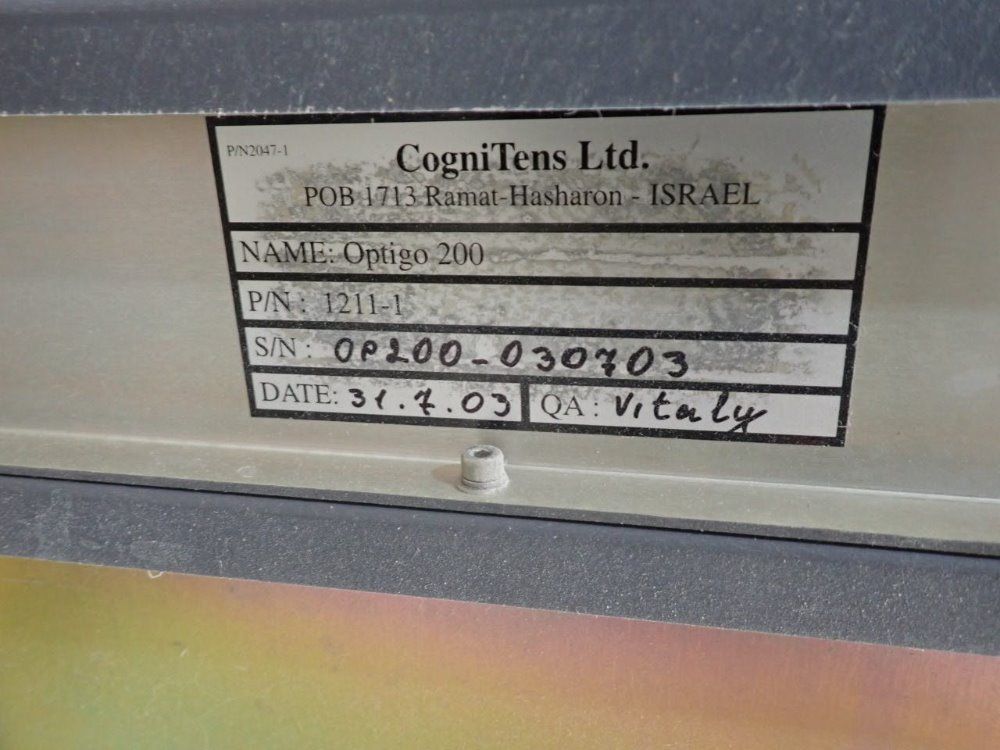 P/N2047-1
CogniTens Ltd.
POB 1713 Ramat-Hasharon - ISRAEL
NAME: Optigo 200
P/N : 1211-1
S/N : OP200-030703
DATE: 31.7.03 QA : Vitaly